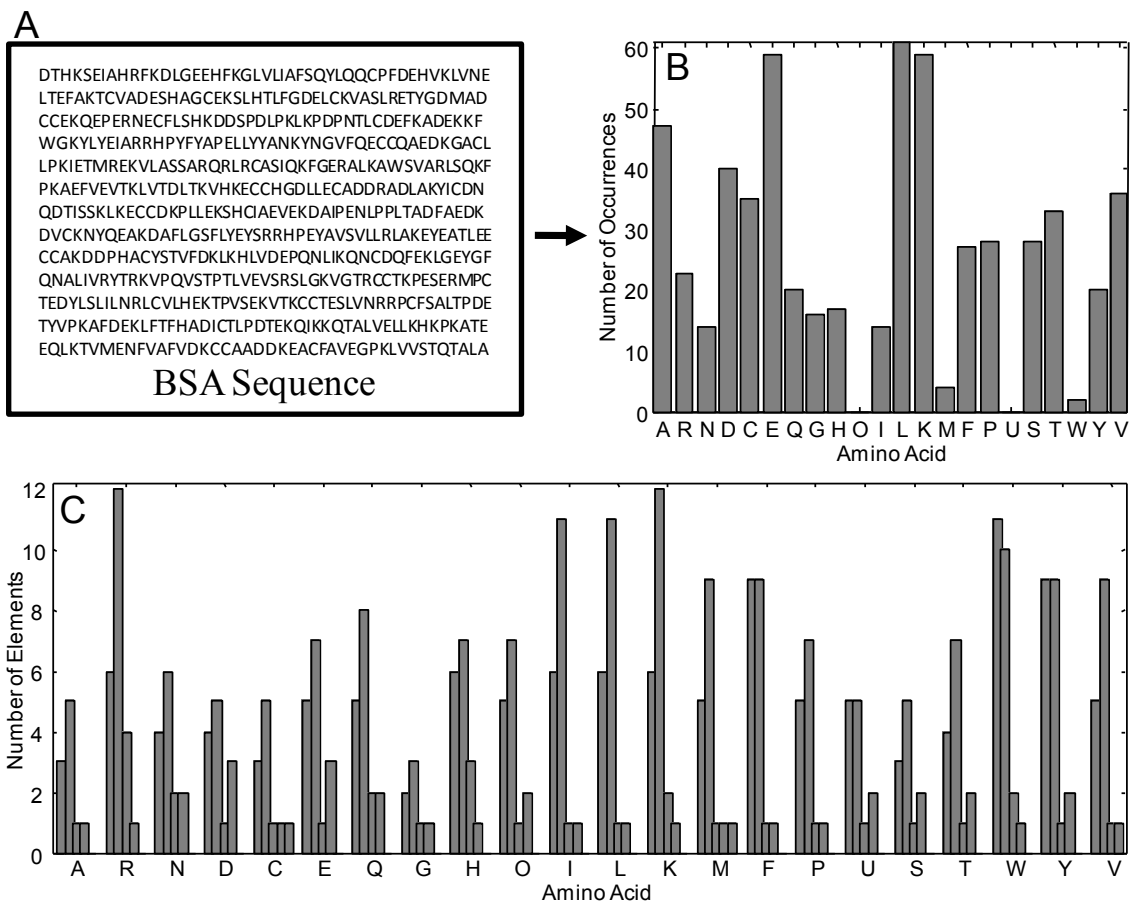 A
DTHKSEIAHRFKDLGEEHFKGLVLIAFSQYLQQCPFDEHVKLVNE
LTEFAKTCVADESHAGCEKSLHTLFGDELCKVASLRETYGDMAD
CCEKQEPERNECFLSHKDDSPDLPKLKPDPNTLCDEFKADEKKF
WGKYLYEIARRHPYFYAPELLYYANKYNGVFQECCQAEDKGACL
LPKIETMREKVLASSARQRLRCASIQKFGERALKAWSVARLSQKF
PKAEFVEVTKLVTDLTKVHKECCHGDLLECADDRADLAKYICDN
QDTISSKLKECCDKPLLEKSHCIAEVEKDAIPENLPPLTADFAEDK
DVCKNYQEAKDAFLGSFLYEYSRRHPEYAVSVLLRLAKEYEATLEE
CCAKDDPHACYSTVFDKLKHLVDEPQNLIKQNCDQFEKLGEYGF
QNALIVRYTRKVPQVSTPTLVEVSRSLGKVGTRCCTKPESERMPC
TEDYLSLILNRLCVLHEKTPVSEKVTKCCTESLVNRRPCFSALTPDE
TYVPKAFDEKLFTFHADICTLPDTEKQIKKQTALVELLKHKPKATE
EQLKTVMENFVAFVDKCCAADDKEACFAVEGPKLVVSTQTALA
BSA Sequence
B
Number of Occurrences
60
50
40
30
20
10
0
A R N D C E Q G H O I L K M F P U S T W Y V
Amino Acid
C
Number of Elements
12
10
8
6
4
2
0
A R N D C E Q G H O I L K M F P U S T W Y V
Amino Acid